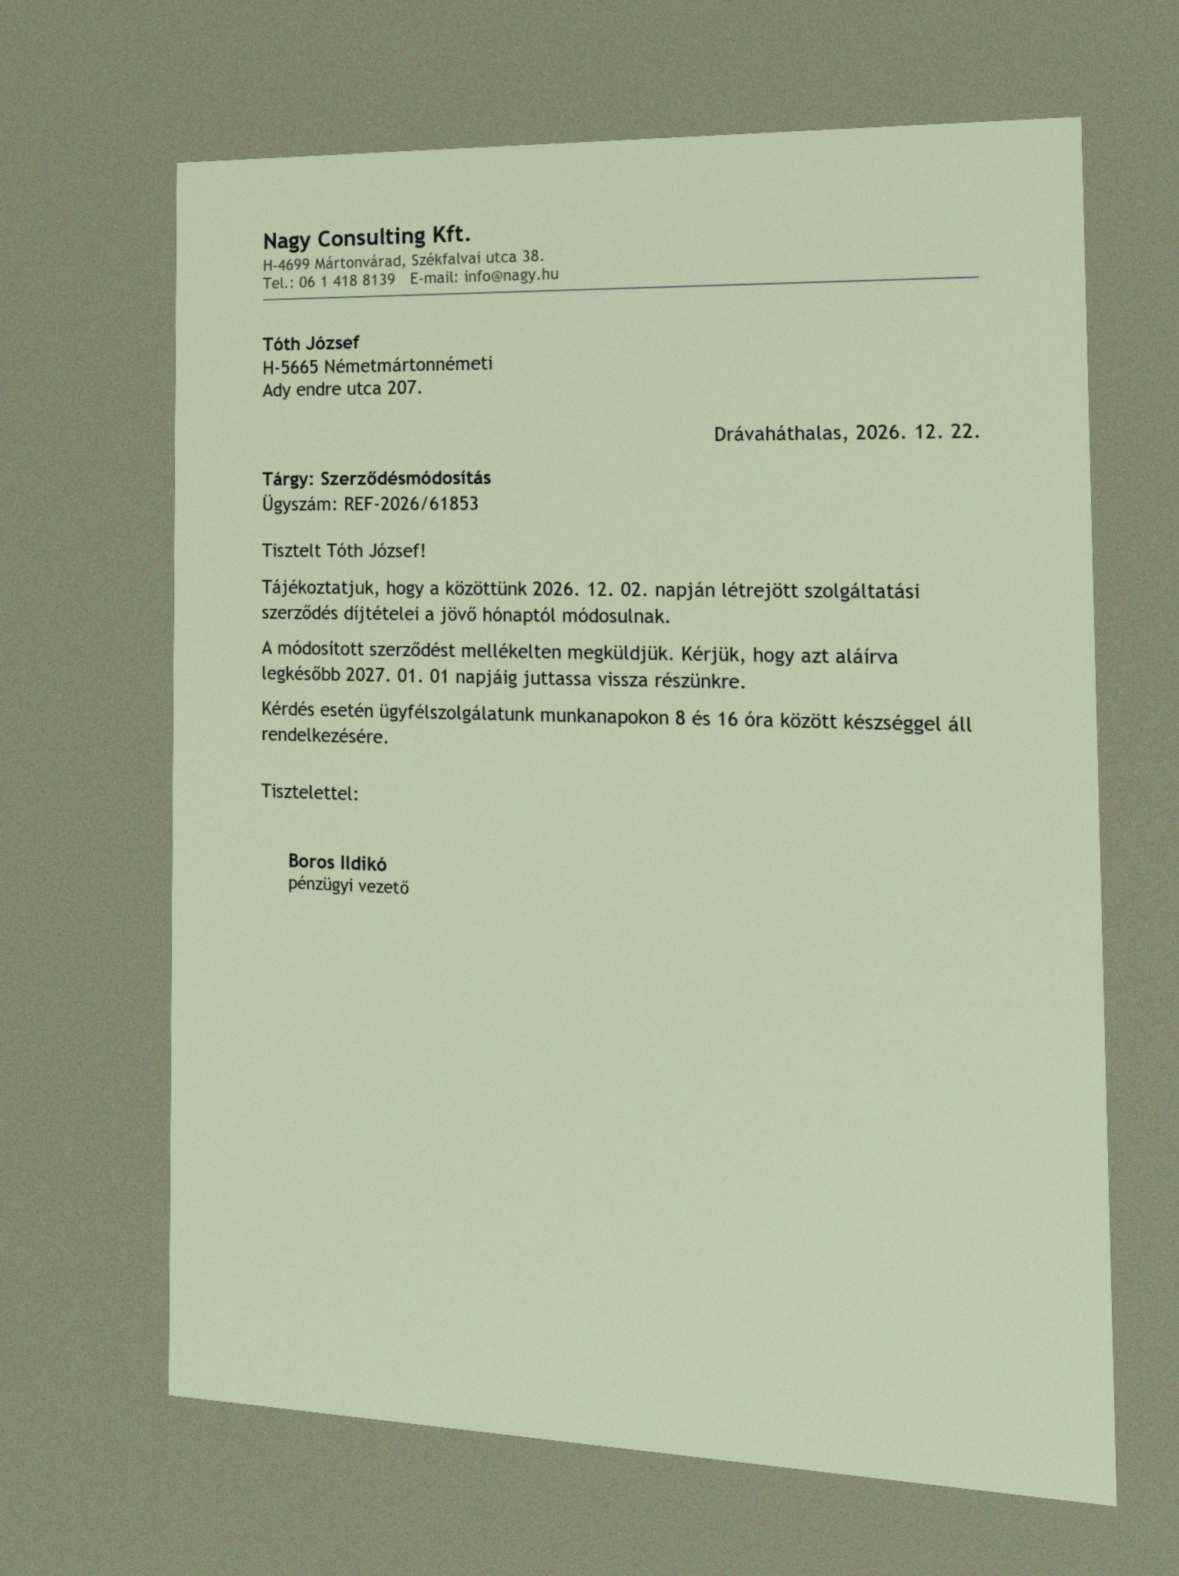 Nagy Consulting Kft.
H-4699 Mártonvárad, Székfalvai utca 38.
Tel.: 06 1 418 8139 E-mail: info@nagy.hu
Tóth József
H-5665 Németmártonnémeti
Ady endre utca 207.
Drávaháthalas, 2026. 12. 22.
Tárgy: Szerződésmódosítás
Ügyszám: REF-2026/61853
Tisztelt Tóth József!
Tájékoztatjuk, hogy a közöttünk 2026. 12. 02. napján létrejött szolgáltatási
szerződés díjtételei a jövő hónaptól módosulnak.
A módosított szerződést mellékelten megküldjük. Kérjük, hogy azt aláírva
legkésőbb 2027. 01. 01 napjáig juttassa vissza részünkre.
Kérdés esetén ügyfélszolgálatunk munkanapokon 8 és 16 óra között készséggel áll
rendelkezésére.
Tisztelettel:
Boros Ildikó
pénzügyi vezető